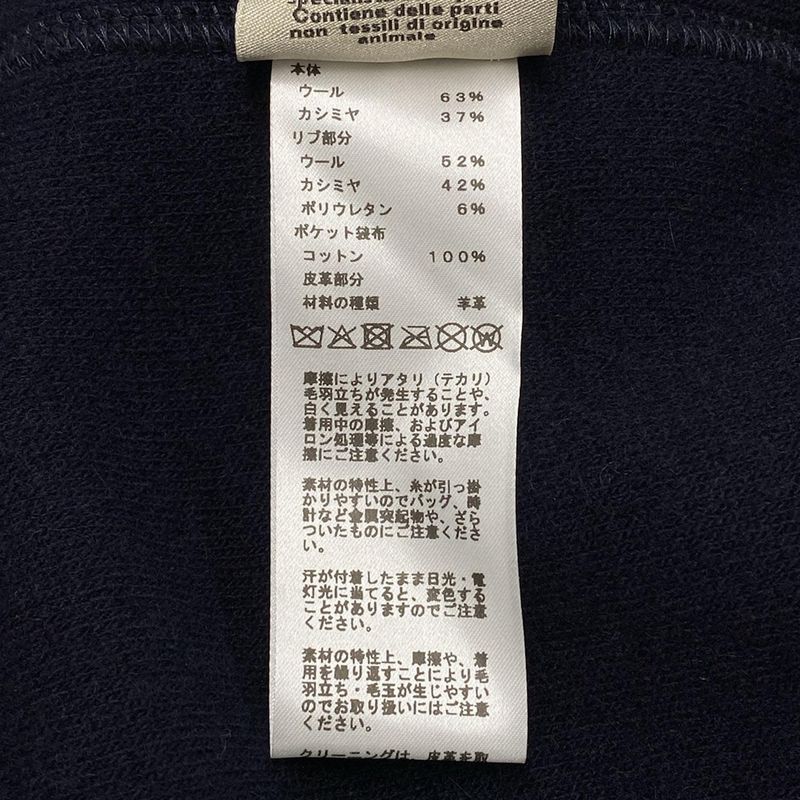 Contiene delle parti
non tessili di origine
animale
本体
ウール 63%
カシミヤ 37%
リブ部分
ウール 52%
カシミヤ 42%
ポリウレタン 6%
ポケット袋布
コットン 100%
皮革部分
材料の種類 羊革
摩擦によりアタリ(テカリ)
毛羽立ちが発生することや、
白く見えることがあります。
着用中の摩擦、およびアイ
ロン処理等による過度な摩
擦にご注意ください。
素材の特性上、糸が引っ掛
かりやすいのでバッグ、時
計など金属突起物や、ざら
ついたものにご注意くださ
い。
汗が付着したまま日光・電
灯光に当てると、変色する
ことがありますのでご注意
ください。
素材の特性上、摩擦や、着
用を繰り返すことにより毛
羽立ち・毛玉が生じやすい
のでお取り扱いにはご注意
ください。
クリーニングは、皮革を取